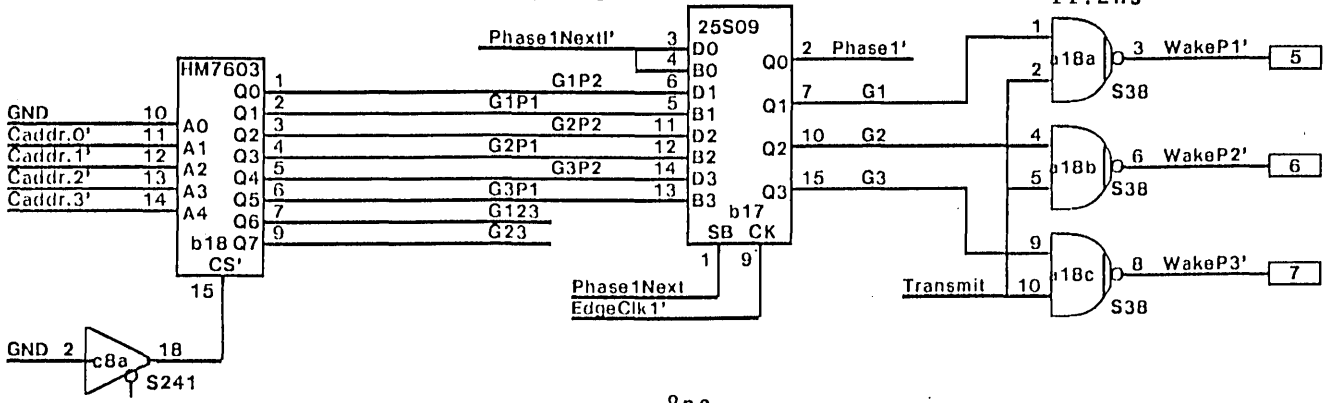 25S09
Phase1NextI' 3 D0
4 B0
Q0 2 Phase1'
HM7603
Q0 1 G1P2 6 D1
Q1 2 G1P1 5 B1
Q1 7 G1
GND 10 A0
Q2 3 G2P2 11 D2
Caddr.0' 11 A1
Q3 4 G2P1 12 B2
Q2 10 G2
Caddr.1' 12 A2
Q4 5 G3P2 14 D3
Caddr.2' 13 A3
Q5 6 G3P1 13 B3
Q3 15 G3
Caddr.3' 14 A4
Q6 7 G123
b18 Q7 9 G23
b17
SB CK
CS'
15
1 9
Phase1Next
EdgeClk1'
GND 2 c8a 18
S241
1 a18a 3 WakeP1' 5
2
S38
4 a18b 6 WakeP2' 6
5
S38
9 a18c 8 WakeP3' 7
Transmit 10
S38